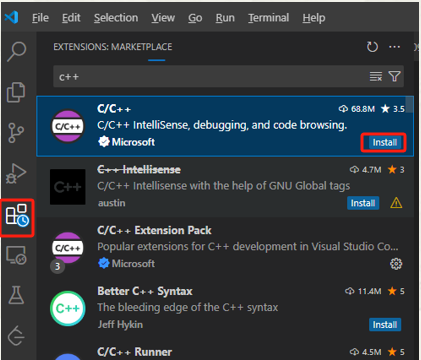 File Edit Selection View Go Run Terminal Help
EXTENSIONS: MARKETPLACE
c++
C/C++ 68.8M 3.5
C/C++ IntelliSense, debugging, and code browsing.
C/C++
Microsoft Install
C++ Intellisense 4.7M 3
C/C++ Intellisense with the help of GNU Global tags
C++
austin Install
C/C++ Extension Pack
Popular extensions for C++ development in Visual Studio Co...
C/C++
3
Microsoft
Better C++ Syntax 11.4M 5
The bleeding edge of the C++ syntax
Jeff Hykin Install
C/C++ Runner 4.5M 5